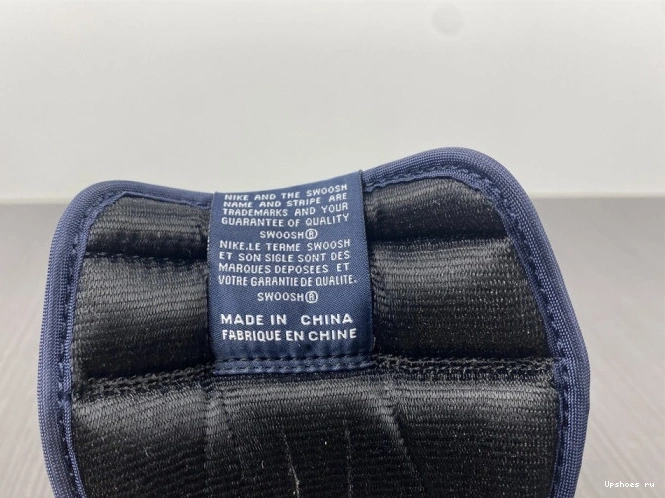 NIKE AND THE SWOOSH
NAME AND STRIPE ARE
TRADEMARKS AND YOUR
GUARANTEE OF QUALITY
SWOOSH®
NIKE.LE TERME SWOOSH
ET SON SIGLE SONT DES
MARQUES DEPOSEES ET
VOTRE GARANTIE DE QUALITE.
SWOOSH®
MADE IN CHINA
FABRIQUE EN CHINE
Upshoes ru